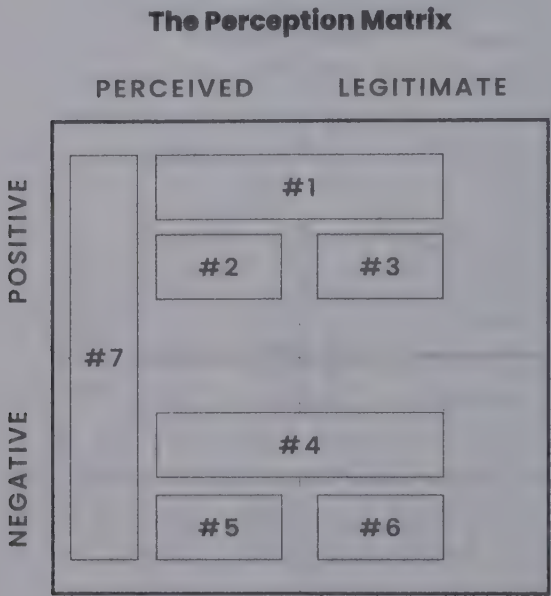 The Perception Matrix
PERCEIVED LEGITIMATE
POSITIVE
#1
#2 #3
#7
NEGATIVE
#4
#5 #6